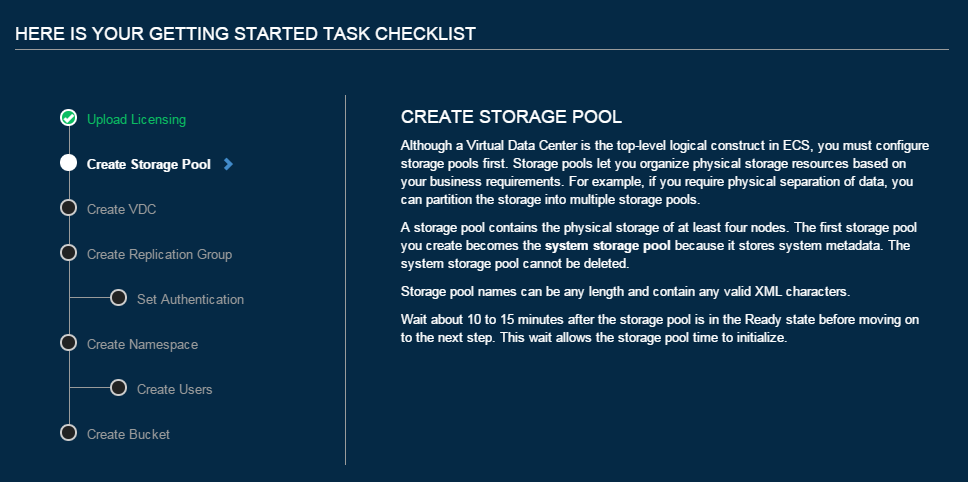 HERE IS YOUR GETTING STARTED TASK CHECKLIST
Upload Licensing
Create Storage Pool
Create VDC
Create Replication Group
Set Authentication
Create Namespace
Create Users
Create Bucket
CREATE STORAGE POOL
Although a Virtual Data Center is the top-level logical construct in ECS, you must configure
storage pools first. Storage pools let you organize physical storage resources based on
your business requirements. For example, if you require physical separation of data, you
can partition the storage into multiple storage pools.
A storage pool contains the physical storage of at least four nodes. The first storage pool
you create becomes the system storage pool because it stores system metadata. The
system storage pool cannot be deleted.
Storage pool names can be any length and contain any valid XML characters.
Wait about 10 to 15 minutes after the storage pool is in the Ready state before moving on
to the next step. This wait allows the storage pool time to initialize.